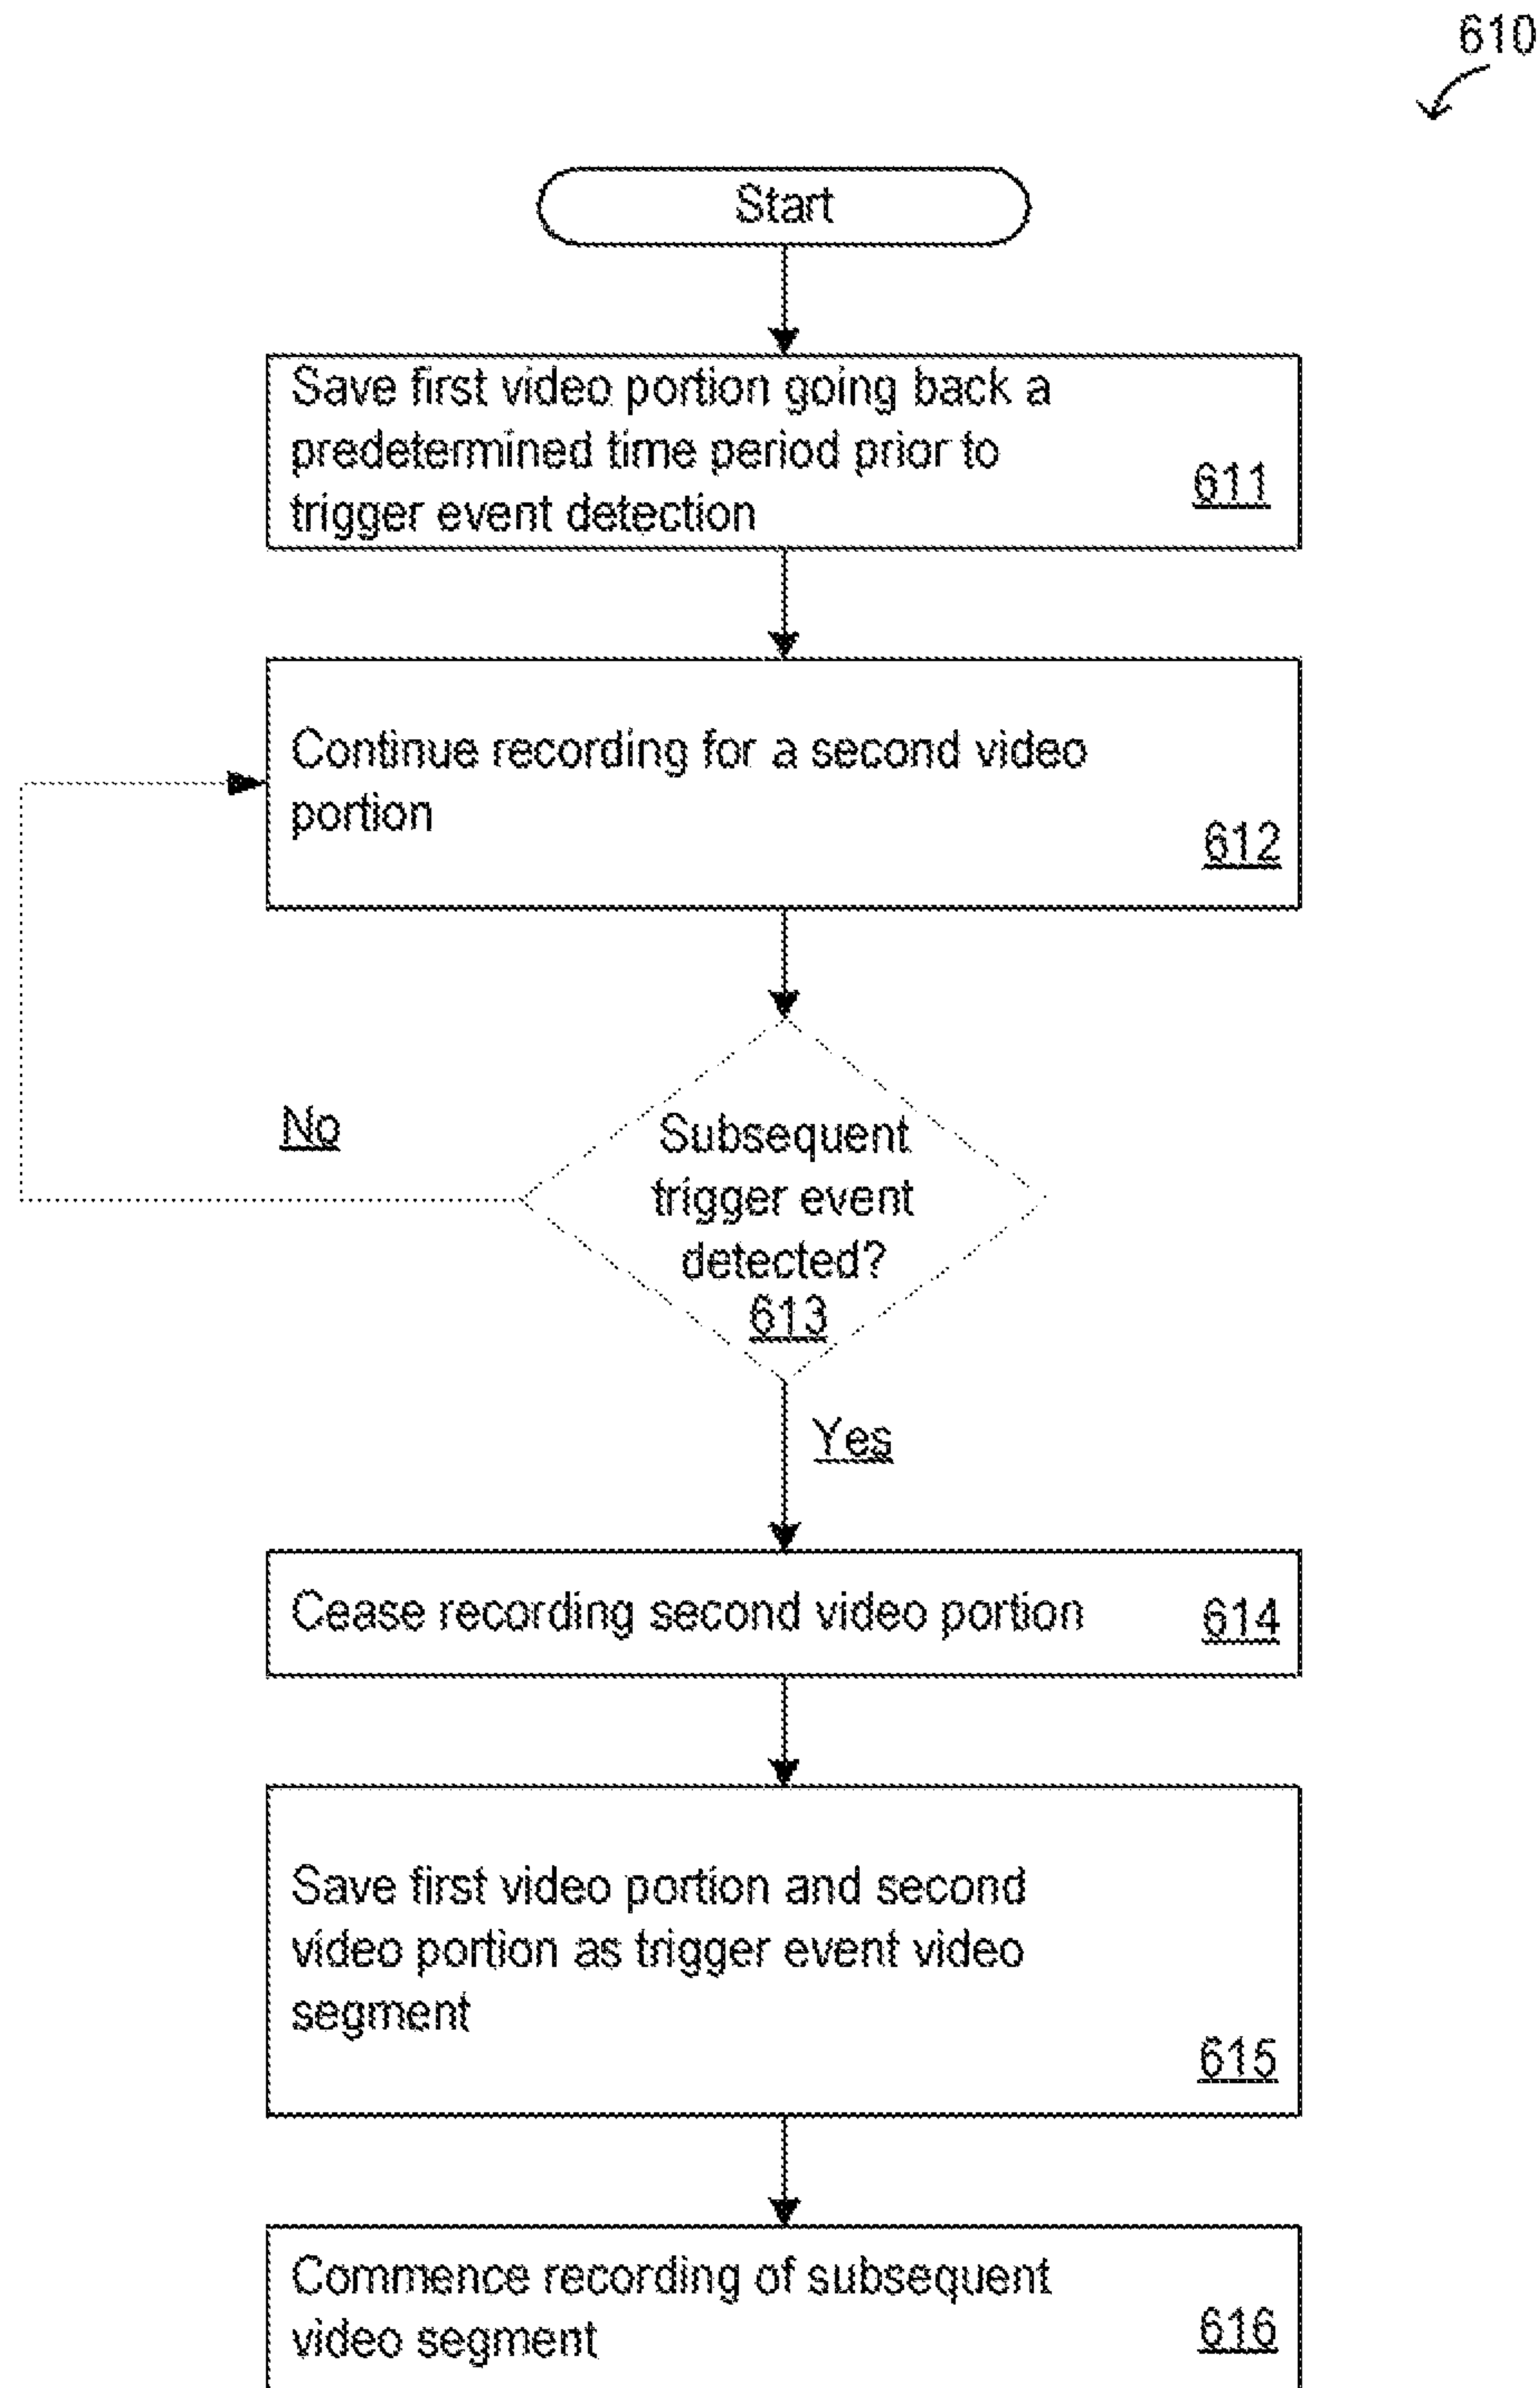 610
Start
Save first video portion going back a
predetermined time period prior to
trigger event detection
611
Continue recording for a second video
portion
612
Subsequent
trigger event
detected?
613
No
Yes
Cease recording second video portion
614
Save first video portion and second
video portion as trigger event video
segment
615
Commence recording of subsequent
video segment
616